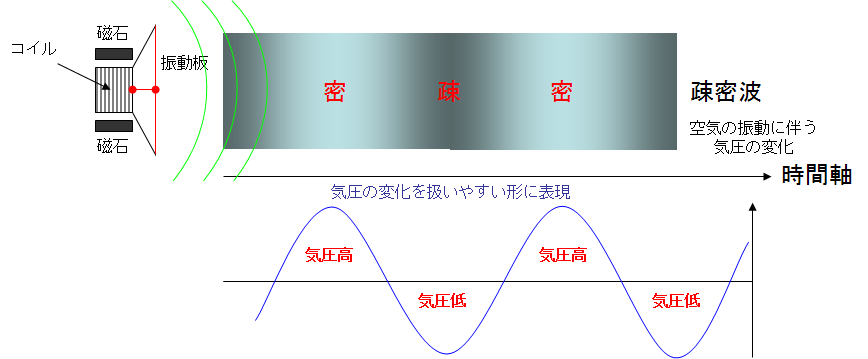 磁石
コイル
振動板
磁石
密
疎
密
疎密波
空気の振動に伴う
気圧の変化
時間軸
気圧の変化を扱いやすい形に表現
気圧高
気圧高
気圧低
気圧低